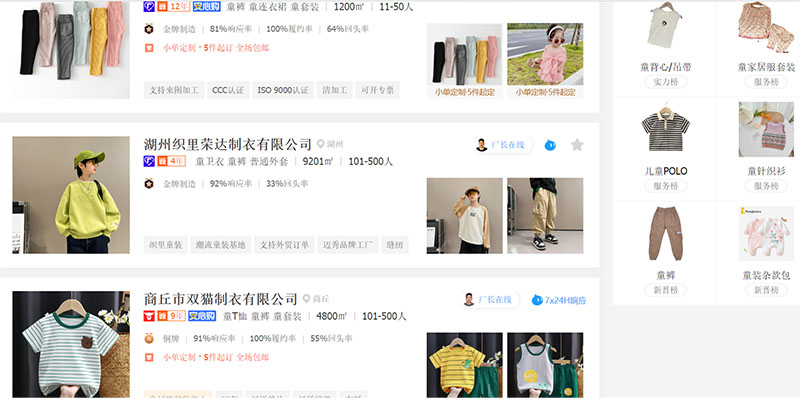 12年 安心购 童裤 童连衣裙 童套装 | 1200㎡ | 11-50人
金牌制造 | 81%响应率 | 100%履约率 | 64%回头率
小单定制·5件起订 全场包邮
支持来图加工 CCC认证 ISO 9000认证 清加工 可开专票
小单定制·5件起定 小单定制·5件起定
湖州织里荣达制衣有限公司 湖州
厂长在线
4年 童卫衣 童裤 普通外套 | 9201㎡ | 101-500人
金牌制造 | 92%响应率 | 33%回头率
织里童装 潮流童装基地 支持外贸订单 迈秀品牌工厂 缝纫
商丘市双猫制衣有限公司 商丘
厂长在线 7x24H响应
9年 安心购 童T恤 童裤 童套装 | 4800㎡ | 101-500人
铜牌 | 91%响应率 | 100%履约率 | 55%回头率
小单定制·5件起订 全场包邮
童背心/吊带
实力榜
童家居服套装
服务榜
儿童POLO
服务榜
童针织衫
服务榜
童裤
新晋榜
童装杂款包
新晋榜